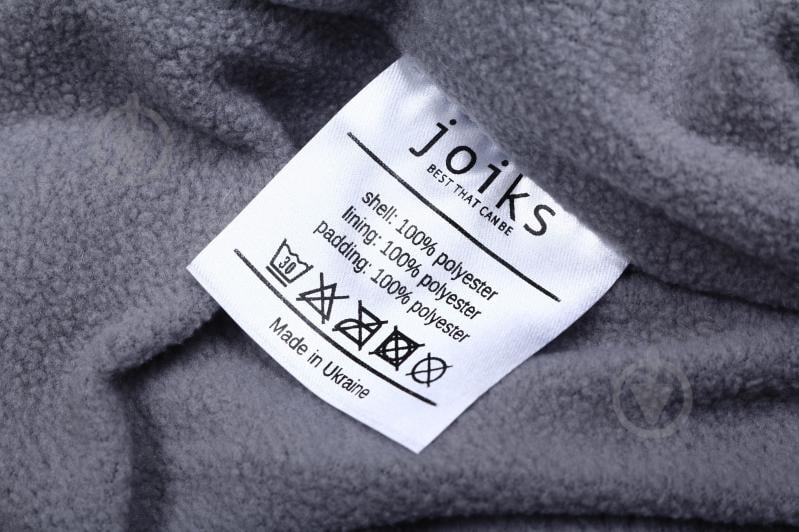 joiks
BEST THAT CAN BE
shell: 100% polyester
lining: 100% polyester
padding: 100% polyester
30
Made in Ukraine